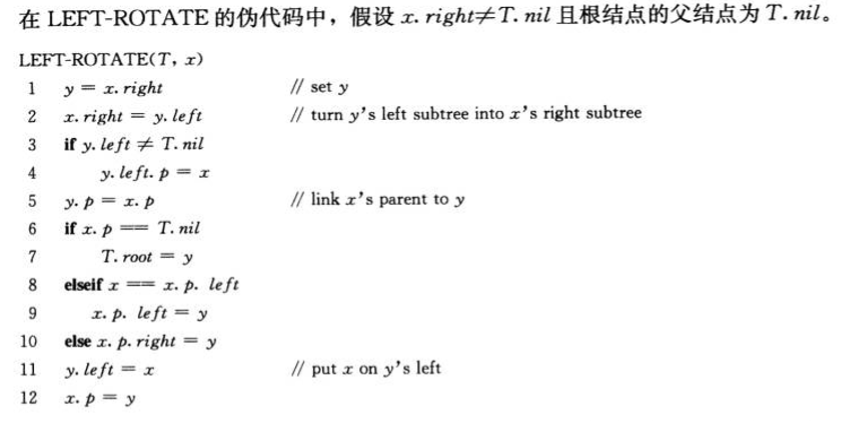 在 LEFT-ROTATE 的伪代码中，假设 x. right≠T. nil 且根结点的父结点为 T. nil。
LEFT-ROTATE(T, x)
1 y = x. right // set y
2 x. right = y. left // turn y's left subtree into x's right subtree
3 if y. left ≠ T. nil
4 y. left. p = x
5 y. p = x. p // link x's parent to y
6 if x. p == T. nil
7 T. root = y
8 elseif x == x. p. left
9 x. p. left = y
10 else x. p. right = y
11 y. left = x // put x on y's left
12 x. p = y